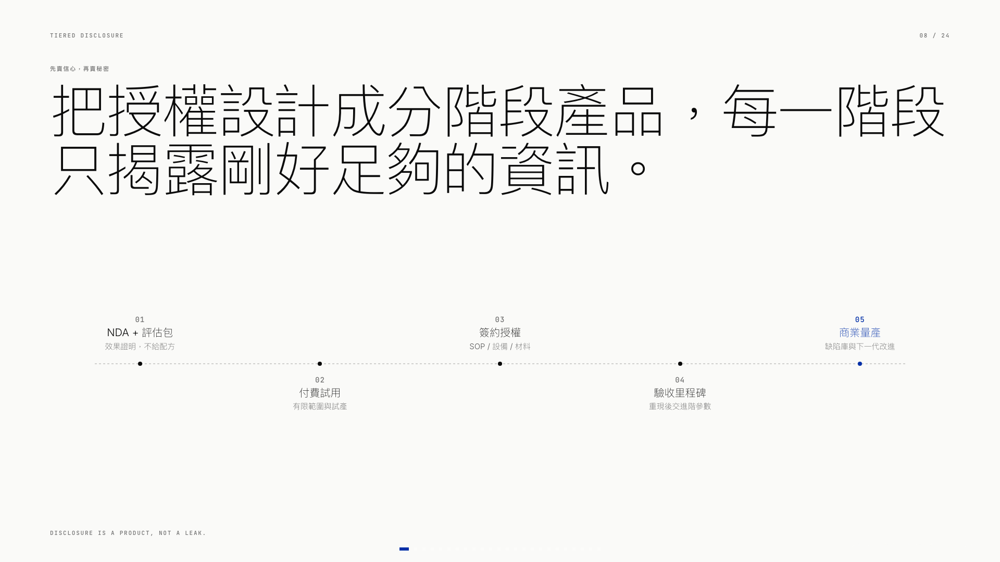 TIERED DISCLOSURE
08 / 24
先賣信心，再賣秘密
把授權設計成分階段產品，每一階段
只揭露剛好足夠的資訊。
01
NDA + 評估包
效果證明，不給配方
02
付費試用
有限範圍與試產
03
簽約授權
SOP / 設備 / 材料
04
驗收里程碑
重現後交進階參數
05
商業量產
缺陷庫與下一代改進
DISCLOSURE IS A PRODUCT, NOT A LEAK.